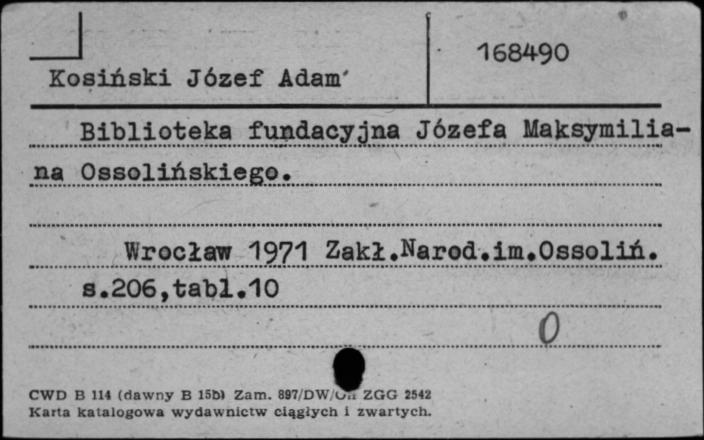 168490
Kosiński Józef Adam
Biblioteka fundacyjna Józefa Maksymilia-
na Ossolińskiego.
Wrocław 1971 Zakł.Narod.im.Ossoliń.
s.206,tabl.10
0
CWD B 114 (dawny B 15b) Zam. 897/DW/ ZGG 2542
Karta katalogowa wydawnictw ciągłych i zwartych.